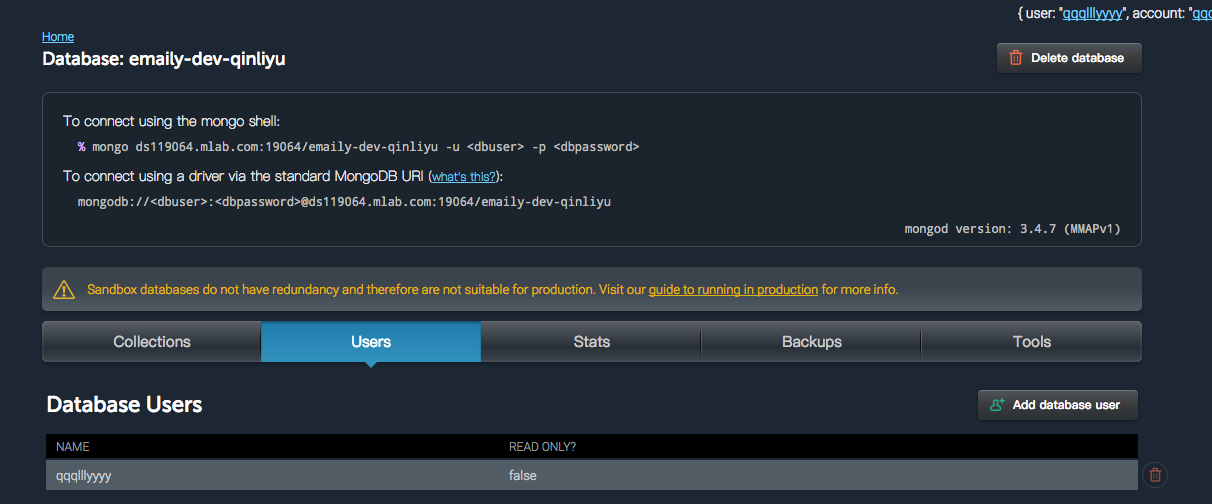 { user: "qqqlllyyyy", account: "qqq
Home
Database: emaily-dev-qinliyu
Delete database
To connect using the mongo shell:
% mongo ds119064.mlab.com:19064/emaily-dev-qinliyu -u <dbuser> -p <dbpassword>
To connect using a driver via the standard MongoDB URI (what's this?):
mongodb://<dbuser>:<dbpassword>@ds119064.mlab.com:19064/emaily-dev-qinliyu
mongod version: 3.4.7 (MMAPv1)
Sandbox databases do not have redundancy and therefore are not suitable for production. Visit our guide to running in production for more info.
Collections Users Stats Backups Tools
Database Users
Add database user
NAME READ ONLY?
qqqlllyyyy false